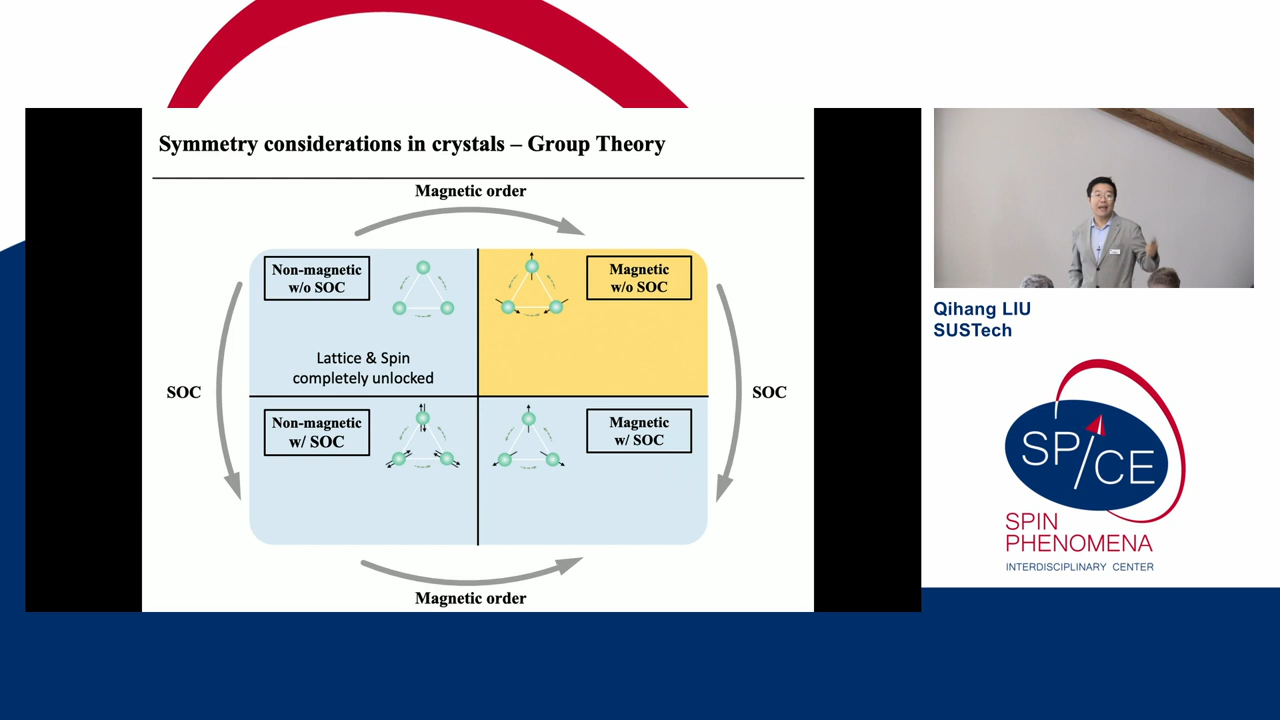 Symmetry considerations in crystals – Group Theory
Magnetic order
Non-magnetic
w/o SOC
Magnetic
w/o SOC
Lattice & Spin
completely unlocked
SOC
SOC
Non-magnetic
w/ SOC
Magnetic
w/ SOC
Magnetic order
Qihang LIU
SUSTech
SP/CE
SPIN
PHENOMENA
INTERDISCIPLINARY CENTER